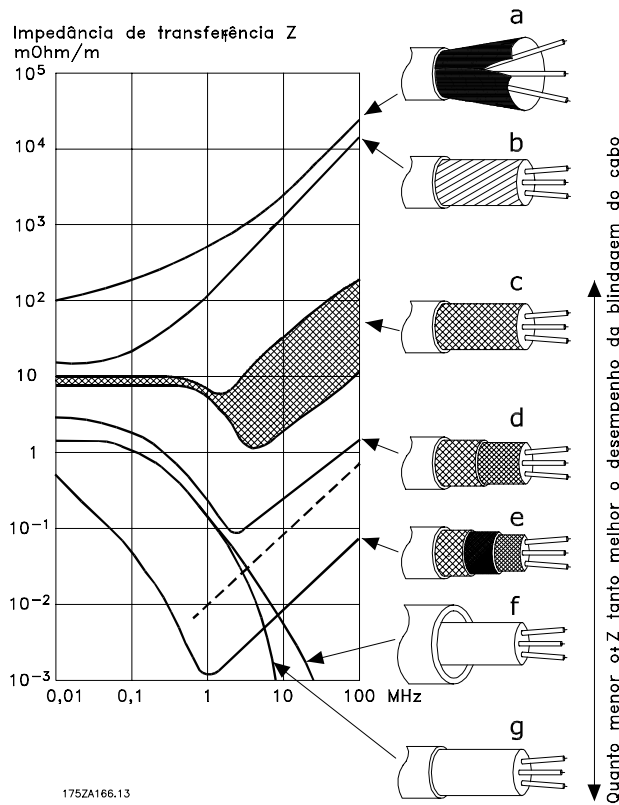 Impedância de transferência Z
mOhm/m
10⁵
10⁴
10³
10²
10
1
10⁻¹
10⁻²
10⁻³
0,01
0,1
1
10
100 MHz
a
b
c
d
e
f
g
Quanto menor o Z tanto melhor o desempenho da blindagem do cabo
175ZA166.13